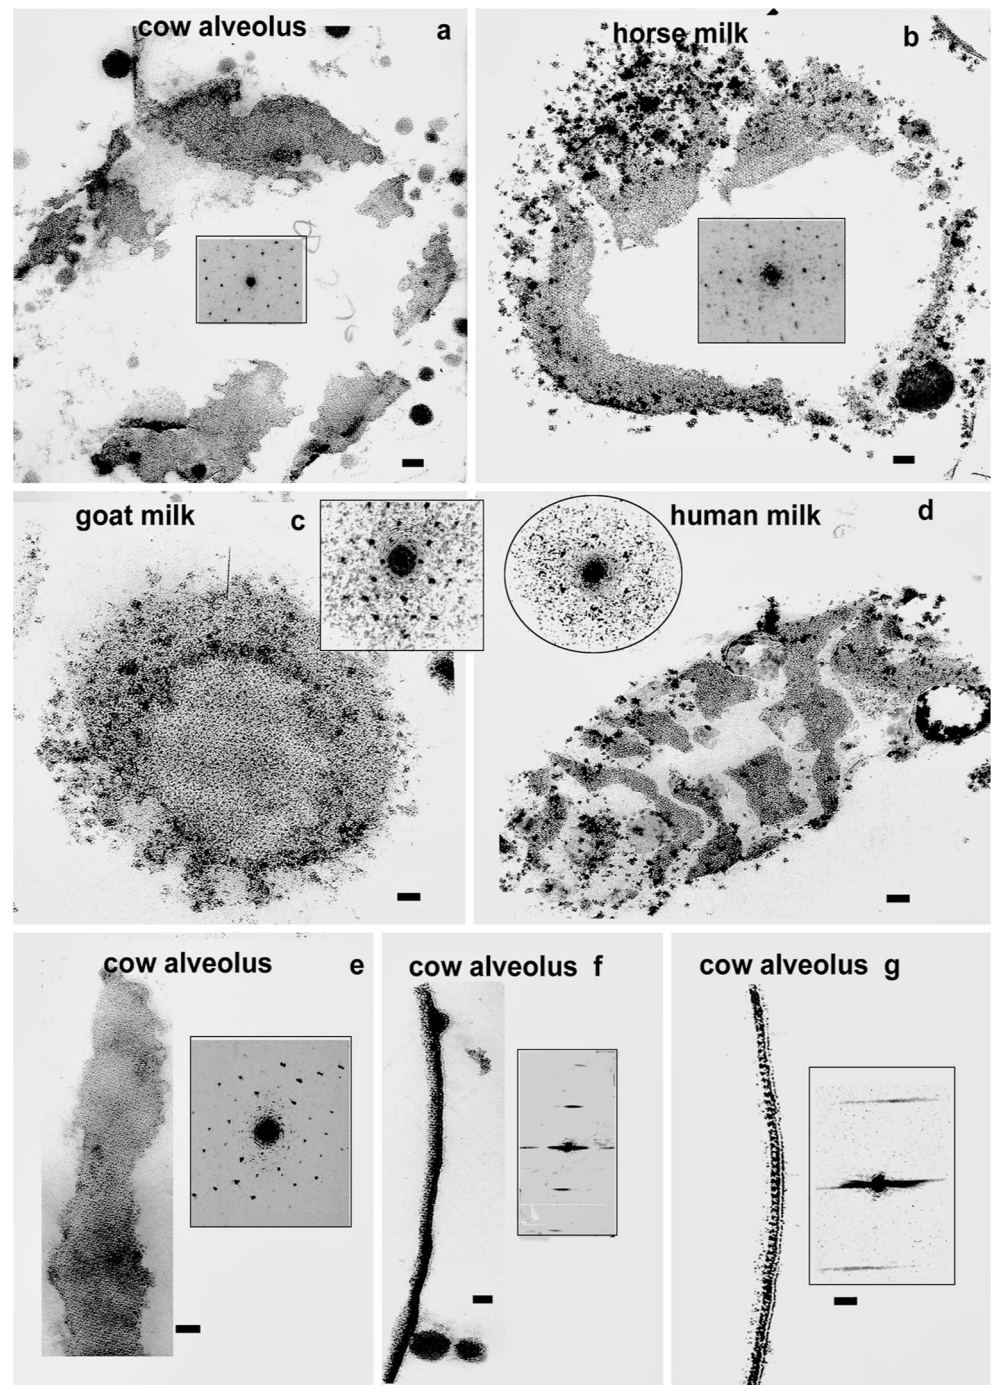 cow alveolus a
horse milk b
goat milk c
human milk d
cow alveolus e
cow alveolus f
cow alveolus g